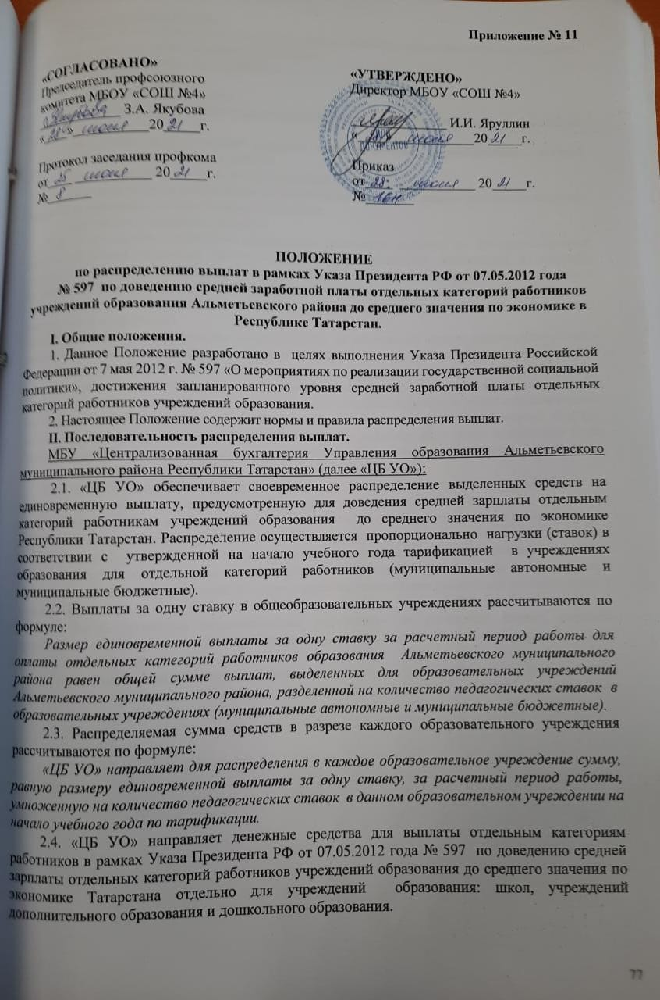 Приложение № 11
«СОГЛАСОВАНО»
Председатель профсоюзного
комитета МБОУ «СОШ №4»
З.А. Якубова
«28» июня 2021г.
Протокол заседания профкома
от 25 июня 2021г.
№ 8
«УТВЕРЖДЕНО»
Директор МБОУ «СОШ №4»
И.И. Яруллин
« » июня 2021г.
Приказ
от 28. июня 2021г.
№
ДОКУМЕНТОВ
ПОЛОЖЕНИЕ
по распределению выплат в рамках Указа Президента РФ от 07.05.2012 года
№ 597 по доведению средней заработной платы отдельных категорий работников
учреждений образования Альметьевского района до среднего значения по экономике в
Республике Татарстан.
I. Общие положения.
1. Данное Положение разработано в целях выполнения Указа Президента Российской
Федерации от 7 мая 2012 г. № 597 «О мероприятиях по реализации государственной социальной
политики», достижения запланированного уровня средней заработной платы отдельных
категорий работников учреждений образования.
2. Настоящее Положение содержит нормы и правила распределения выплат.
II. Последовательность распределения выплат.
МБУ «Централизованная бухгалтерия Управления образования Альметьевского
муниципального района Республики Татарстан» (далее «ЦБ УО»):
2.1. «ЦБ УО» обеспечивает своевременное распределение выделенных средств на
единовременную выплату, предусмотренную для доведения средней зарплаты отдельным
категорий работникам учреждений образования до среднего значения по экономике
Республики Татарстан. Распределение осуществляется пропорционально нагрузки (ставок) в
соответствии с утвержденной на начало учебного года тарификацией в учреждениях
образования для отдельной категорий работников (муниципальные автономные и
муниципальные бюджетные).
2.2. Выплаты за одну ставку в общеобразовательных учреждениях рассчитываются по
формуле:
Размер единовременной выплаты за одну ставку за расчетный период работы для
оплаты отдельных категорий работников образования Альметьевского муниципального
района равен общей сумме выплат, выделенных для образовательных учреждений
Альметьевского муниципального района, разделенной на количество педагогических ставок в
образовательных учреждениях (муниципальные автономные и муниципальные бюджетные).
2.3. Распределяемая сумма средств в разрезе каждого образовательного учреждения
рассчитываются по формуле:
«ЦБ УО» направляет для распределения в каждое образовательное учреждение сумму,
равную размеру единовременной выплаты за одну ставку, за расчетный период работы,
умноженную на количество педагогических ставок в данном образовательном учреждении на
начало учебного года по тарификации.
2.4. «ЦБ УО» направляет денежные средства для выплаты отдельным категориям
работников в рамках Указа Президента РФ от 07.05.2012 года № 597 по доведению средней
зарплаты отдельных категорий работников учреждений образования до среднего значения по
экономике Татарстана отдельно для учреждений образования: школ, учреждений
дополнительного образования и дошкольного образования.
77